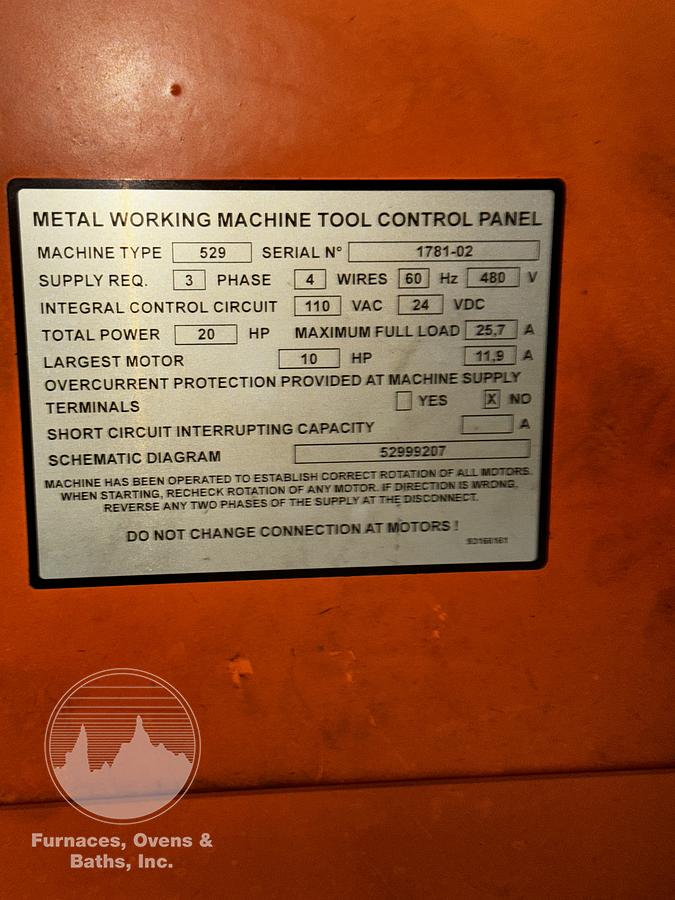 METAL WORKING MACHINE TOOL CONTROL PANEL
MACHINE TYPE 529 SERIAL N° 1781-02
SUPPLY REQ. 3 PHASE 4 WIRES 60 Hz 480 V
INTEGRAL CONTROL CIRCUIT 110 VAC 24 VDC
TOTAL POWER 20 HP MAXIMUM FULL LOAD 25,7 A
LARGEST MOTOR 10 HP 11,9 A
OVERCURRENT PROTECTION PROVIDED AT MACHINE SUPPLY
TERMINALS YES X NO
SHORT CIRCUIT INTERRUPTING CAPACITY A
SCHEMATIC DIAGRAM 52999207
MACHINE HAS BEEN OPERATED TO ESTABLISH CORRECT ROTATION OF ALL MOTORS.
WHEN STARTING, RECHECK ROTATION OF ANY MOTOR. IF DIRECTION IS WRONG,
REVERSE ANY TWO PHASES OF THE SUPPLY AT THE DISCONNECT.
DO NOT CHANGE CONNECTION AT MOTORS !
Furnaces, Ovens &
Baths, Inc.